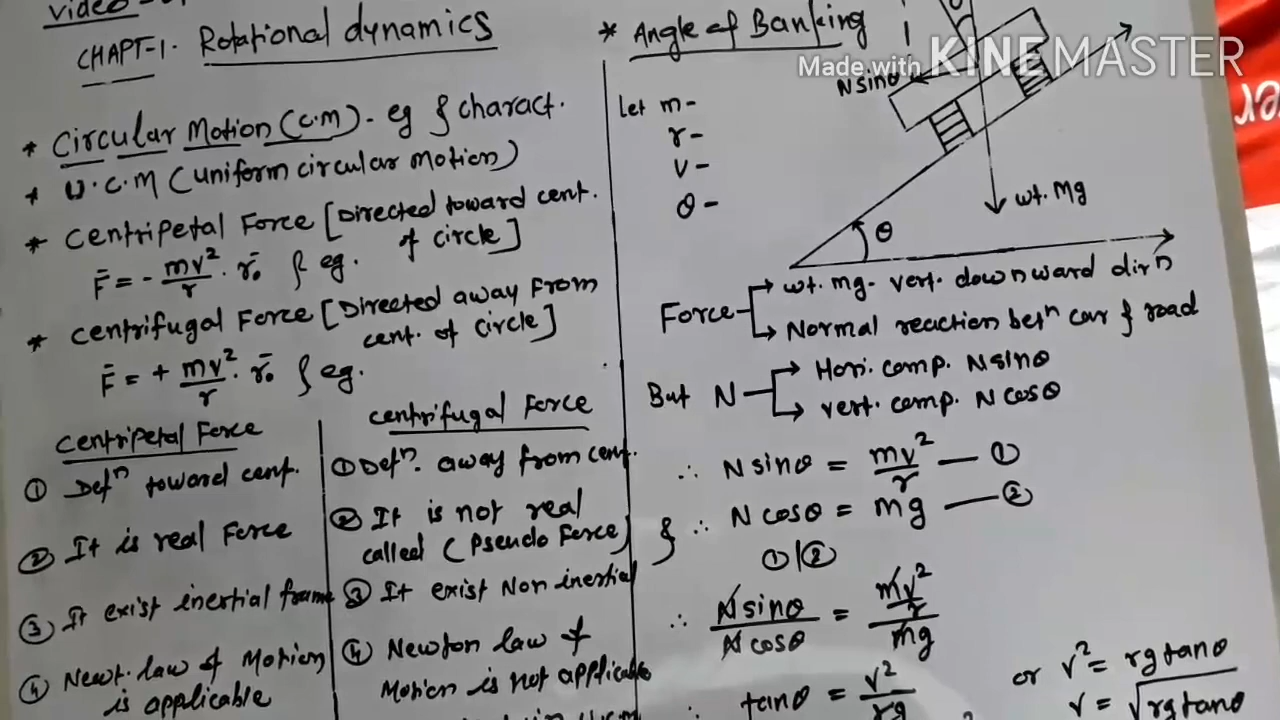 video
CHAPT-1. Rotational dynamics
* Circular Motion (C.M) - eg & charact.
* U.C.M (uniform circular Motion)
* centripetal Force [Directed toward cent. of circle]
F̄ = - mv²/r · r̄₀ & eg.
* centrifugal Force [Directed away From cent. of circle]
F̄ = + mv²/r · r̄₀ & eg.
centripetal Force
① Defⁿ toward cent.
② It is real Force
③ It exist inertial frame
④ Newt. law of Motion is applicable
centrifugal Force
① Defⁿ. away from cent.
② It is not real called (Pseudo Force)
③ It exist Non inertial
④ Newton law of Motion is not applicable
* Angle of Banking
Made with KINEMASTER
N sinθ
Let m -
r -
v -
θ -
wt. Mg
θ
Force → wt. mg - vert. downward dirⁿ
→ Normal reaction betⁿ car & road
But N → Hori. comp. N sinθ
→ vert. comp. N cosθ
∴ N sinθ = mv²/r — ①
& ∴ N cosθ = mg — ②
①/②
∴ N sinθ / N cosθ = (mv²/r) / mg
∴ tanθ = v²/rg
or v² = rg tanθ
v = √rg tanθ